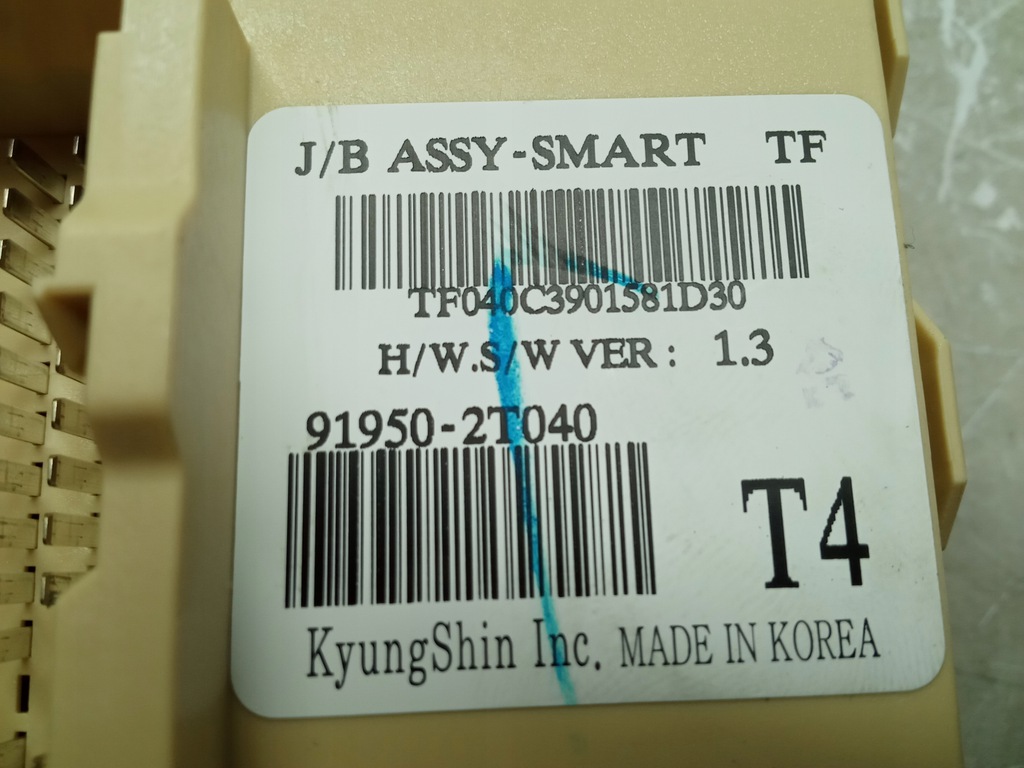 J/B ASSY-SMART TF
TF040C3901581D30
H/W.S/W VER : 1.3
91950-2T040
T4
KyungShin Inc. MADE IN KOREA